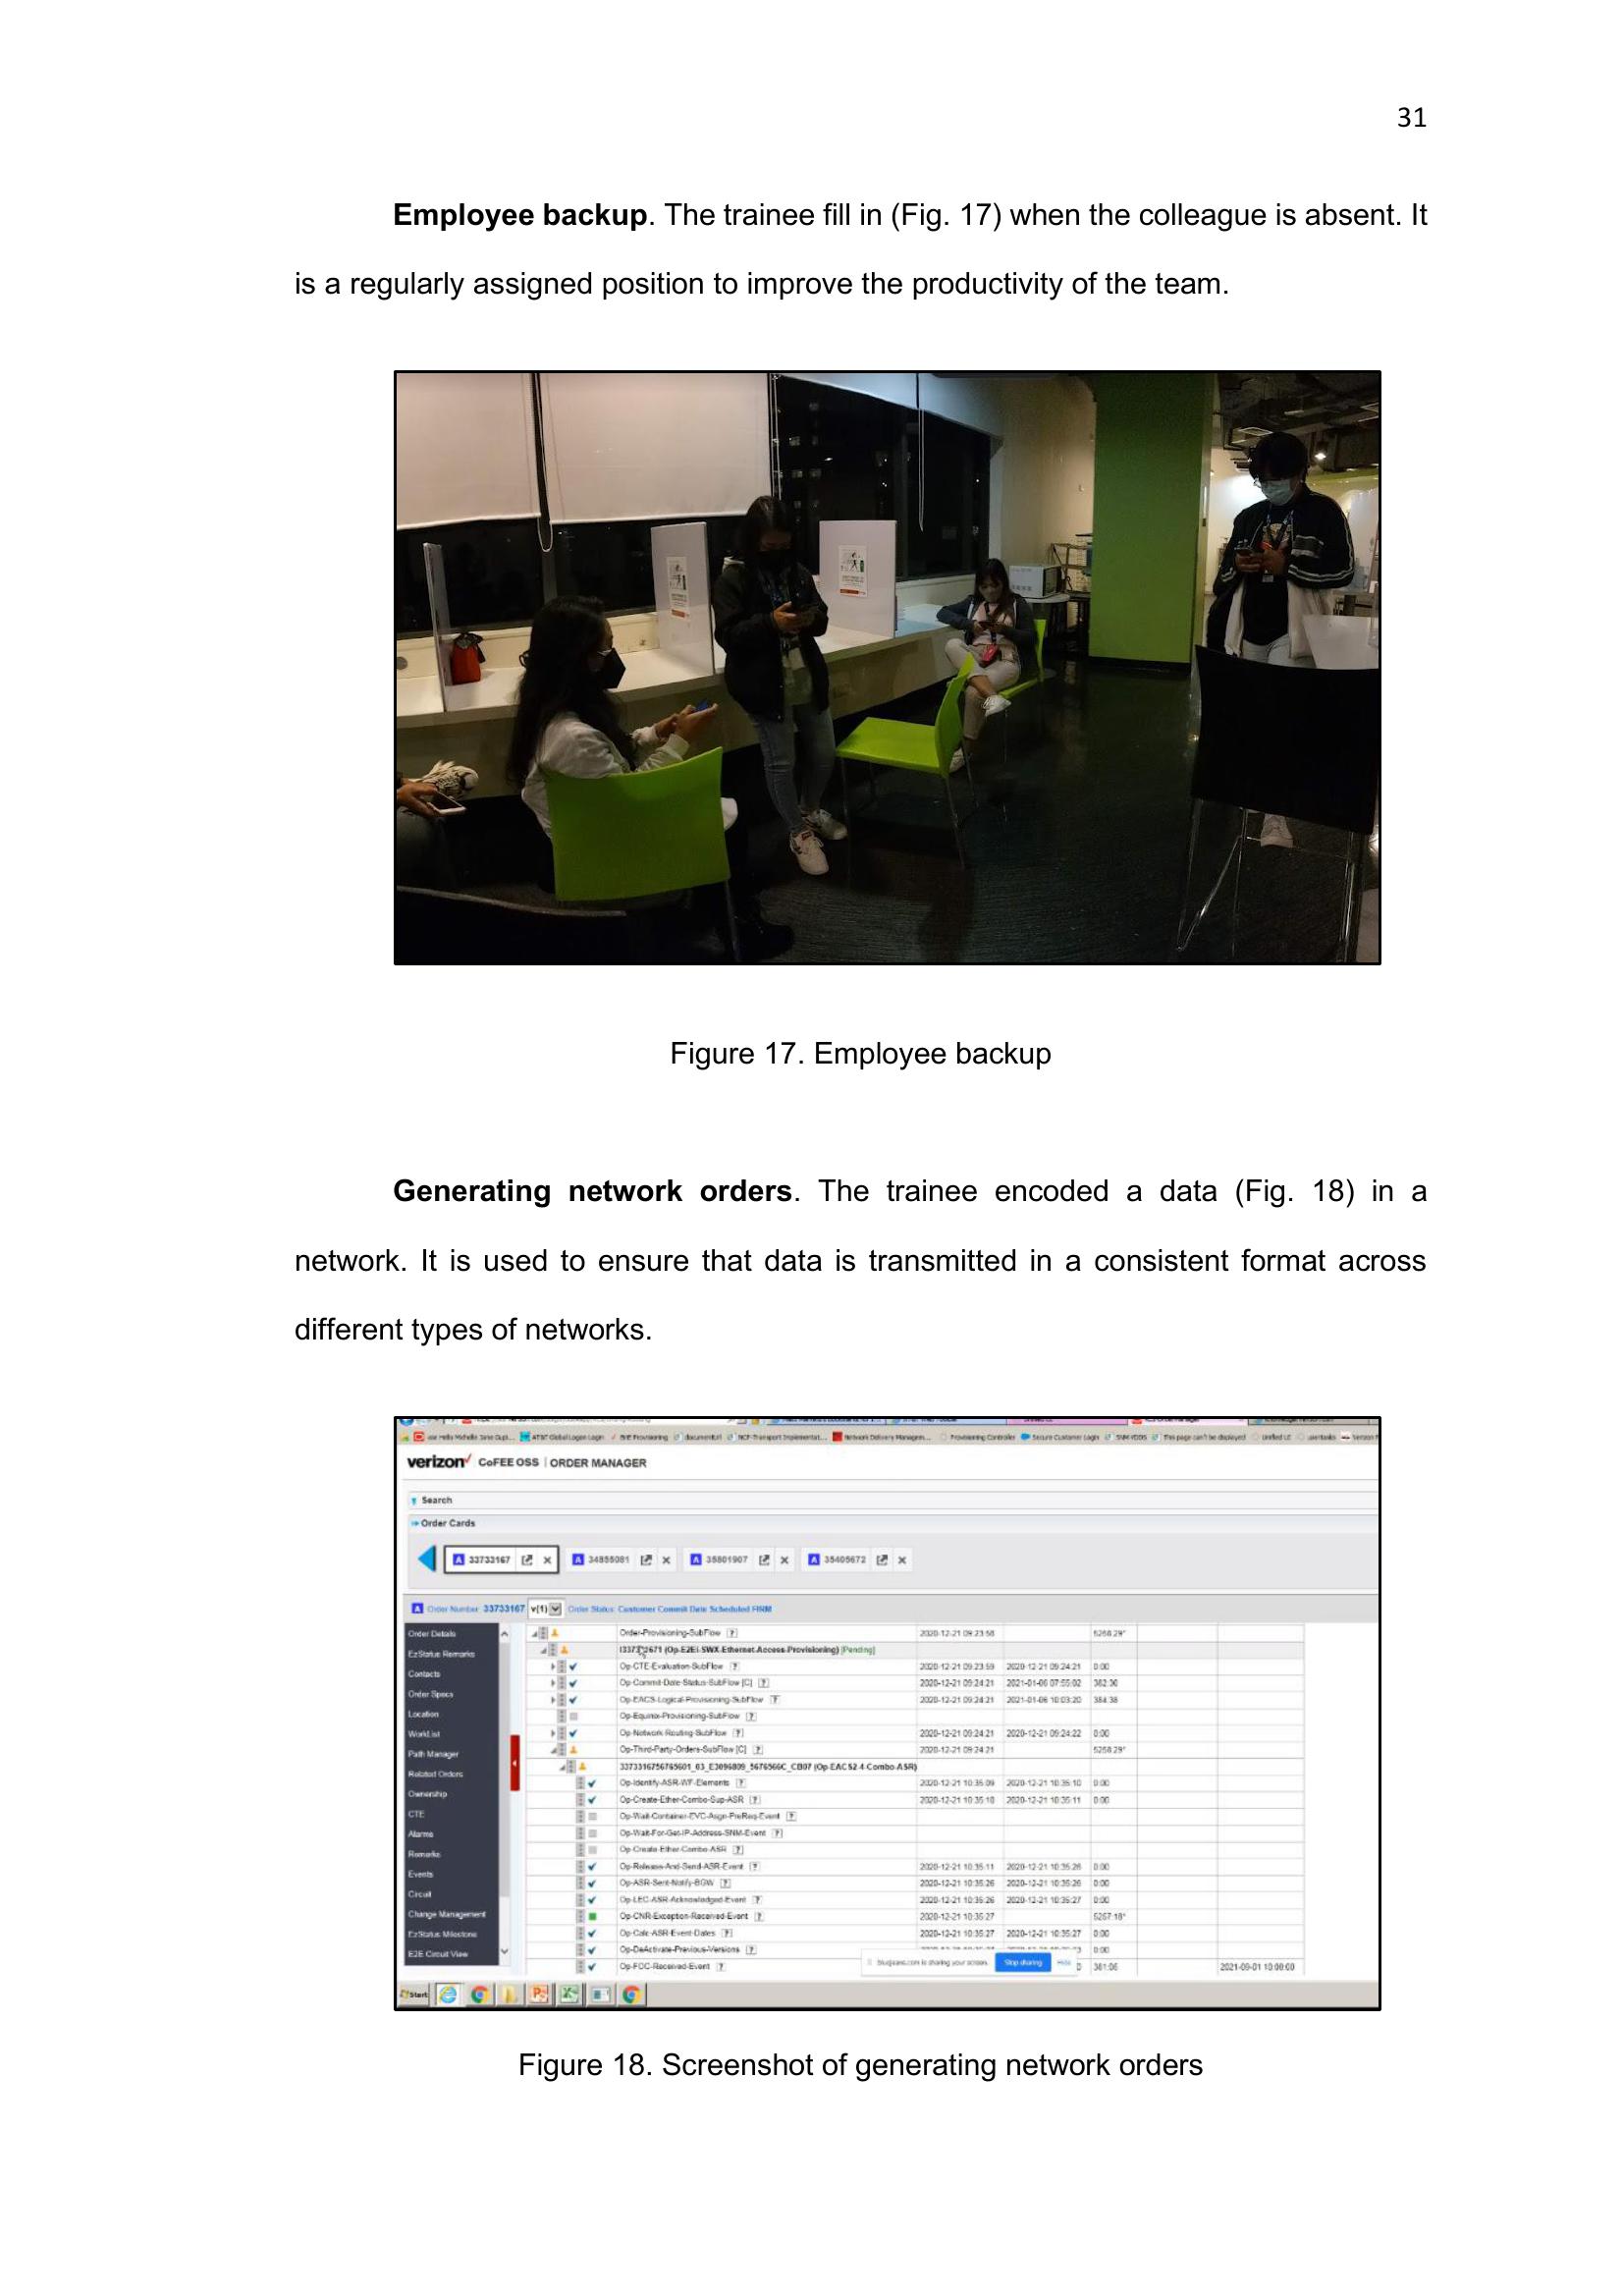 31
Employee backup. The trainee fill in (Fig. 17) when the colleague is absent. It
is a regularly assigned position to improve the productivity of the team.
Figure 17. Employee backup
Generating network orders. The trainee encoded a data (Fig. 18) in a
network. It is used to ensure that data is transmitted in a consistent format across
different types of networks.
verizon CoFEE OSS | ORDER MANAGER
Search
Order Cards
A 33733167 A 34855081 A 35801907 A 35405672
A Order Number: 33733167 v(1) Order Status: Customer Commit Date Scheduled FIRM
Order Details
EzStatus Remarks
Contacts
Order Specs
Location
WorkList
Path Manager
Related Orders
Ownership
CTE
Alarms
Remarks
Events
Circuit
Change Management
EzStatus Milestone
E2E Circuit View
Order-Provisioning-SubFlow ? 2020-12-21 09:23:58 5258:29*
(Op-E2EI-SWX-Ethernet-Access-Provisioning) [Pending]
Op-CTE-Evaluation-SubFlow ? 2020-12-21 09:23:59 2020-12-21 09:24:21 0:00
Op-Commit-Date-Status-SubFlow [C] ? 2020-12-21 09:24:21 2021-01-06 07:55:02 382:30
Op-EACS-Logical-Provisioning-SubFlow ? 2020-12-21 09:24:21 2021-01-06 10:03:20 384:38
Op-Equinix-Provisioning-SubFlow ?
Op-Network-Routing-SubFlow ? 2020-12-21 09:24:21 2020-12-21 09:24:22 0:00
Op-Third-Party-Orders-SubFlow [C] ? 2020-12-21 09:24:21 5258:29*
(Op-EACS2-4-Combo-ASR)
Op-Identify-ASR-WF-Elements ? 2020-12-21 10:35:09 2020-12-21 10:35:10 0:00
Op-Create-Ether-Combo-Sup-ASR ? 2020-12-21 10:35:10 2020-12-21 10:35:11 0:00
Op-Wait-Container-EVC-Asgn-PreReq-Event ?
Op-Wait-For-Get-IP-Address-SNM-Event ?
Op-Create-Ether-Combo-ASR ?
Op-Release-And-Send-ASR-Event ? 2020-12-21 10:35:11 2020-12-21 10:35:26 0:00
Op-ASR-Sent-Notify-BGW ? 2020-12-21 10:35:26 2020-12-21 10:35:26 0:00
Op-LEC-ASR-Acknowledged-Event ? 2020-12-21 10:35:26 2020-12-21 10:35:27 0:00
Op-CNR-Exception-Received-Event ? 2020-12-21 10:35:27 5257:18*
Op-Calc-ASR-Event-Dates ? 2020-12-21 10:35:27 2020-12-21 10:35:27 0:00
Op-DeActivate-Previous-Versions ? 0:00
Op-FOC-Received-Event ? 361:06 2021-09-01 10:00:00
is sharing your screen. Stop sharing Hide
Start
Figure 18. Screenshot of generating network orders